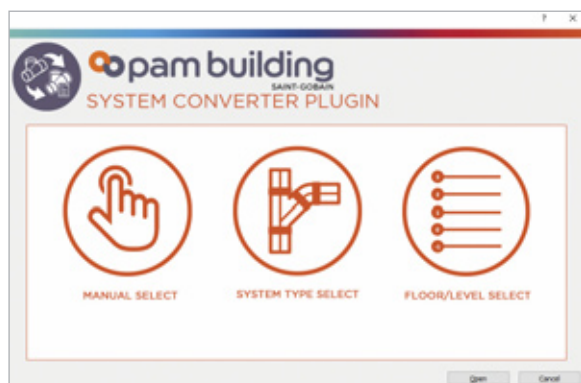 ? X
pam building
SAINT-GOBAIN
SYSTEM CONVERTER PLUGIN
MANUAL SELECT
SYSTEM TYPE SELECT
FLOOR/LEVEL SELECT
Open
Cancel